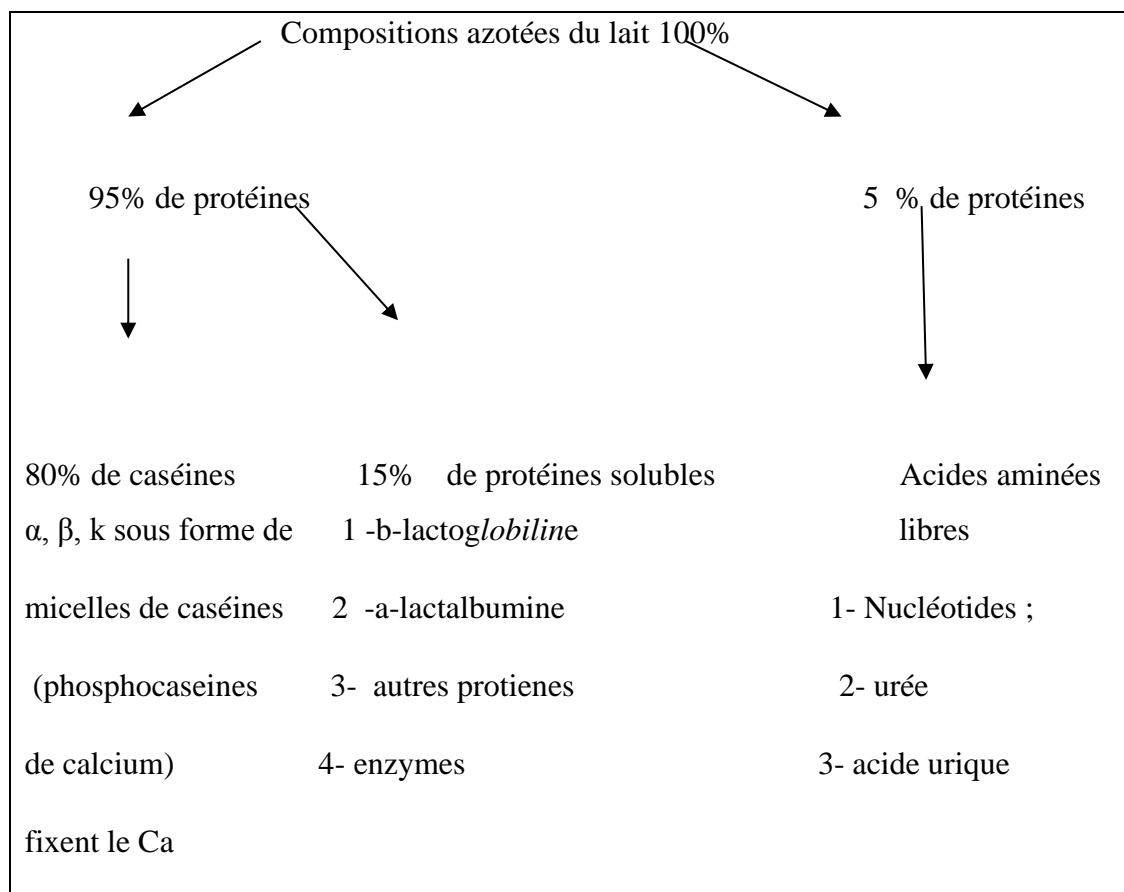 Compositions azotées du lait 100%
95% de protéines 5 % de protéines
80% de caséines 15% de protéines solubles Acides aminées
α, β, k sous forme de 1 -b-lactoglobiline libres
micelles de caséines 2 -a-lactalbumine 1- Nucléotides ;
(phosphocaseines 3- autres protienes 2- urée
de calcium) 4- enzymes 3- acide urique
fixent le Ca